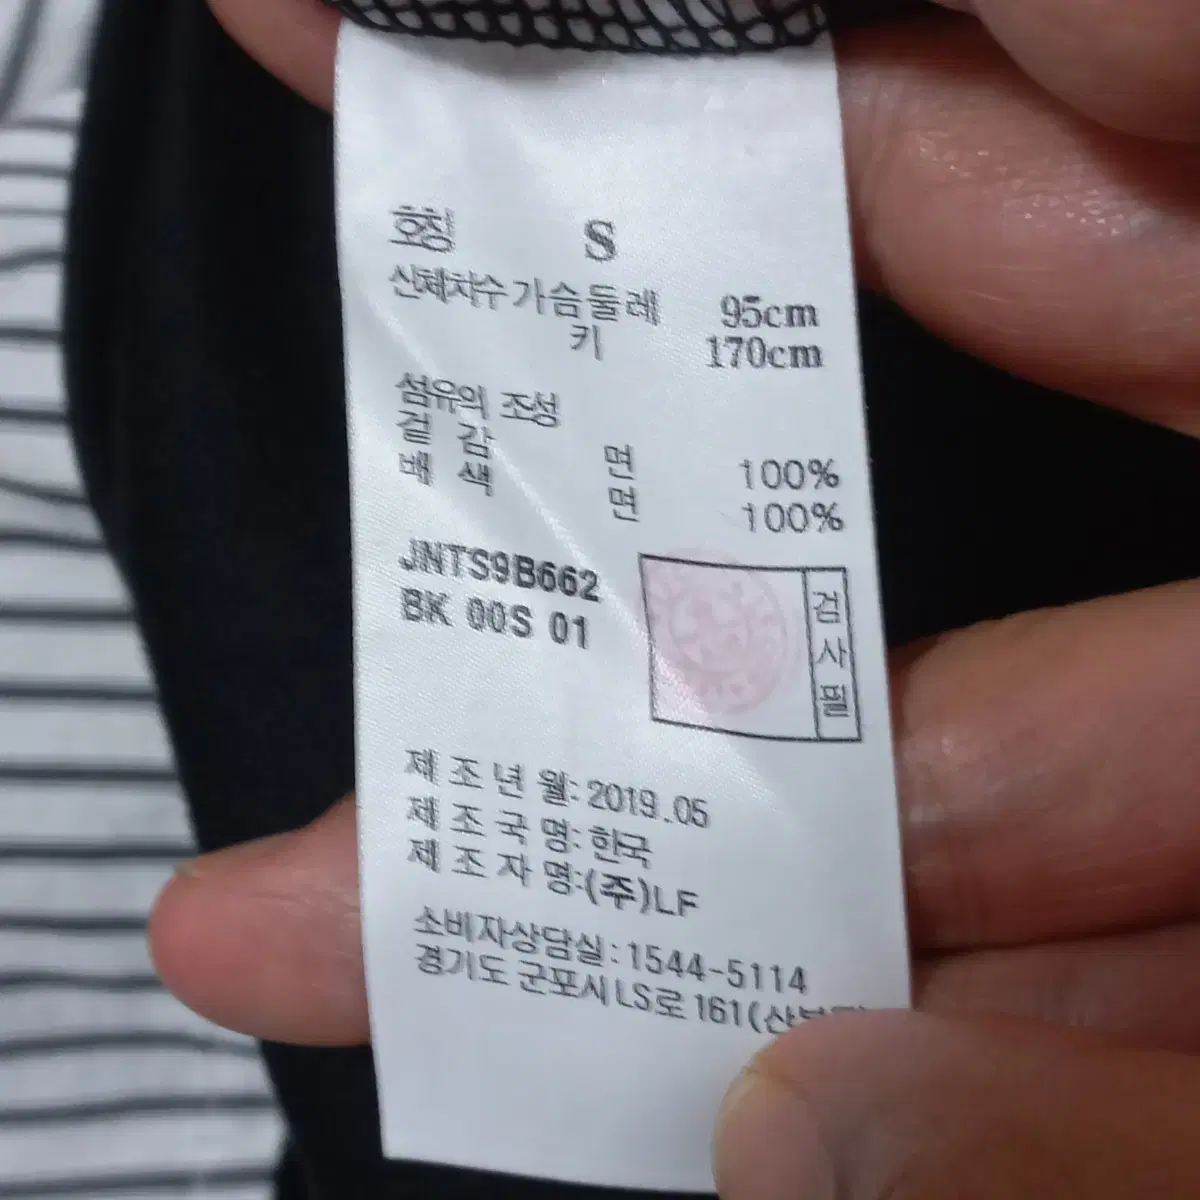 호칭 S
신체치수 가슴둘레 95cm
키 170cm
섬유의 조성
겉 감 면 100%
배 색 면 100%
JNTS9B662
BK 00S 01
검사필
제 조 년 월: 2019.05
제 조 국 명: 한국
제 조 자 명:(주)LF
소비자상담실: 1544-5114
경기도 군포시 LS로 161(산본동)